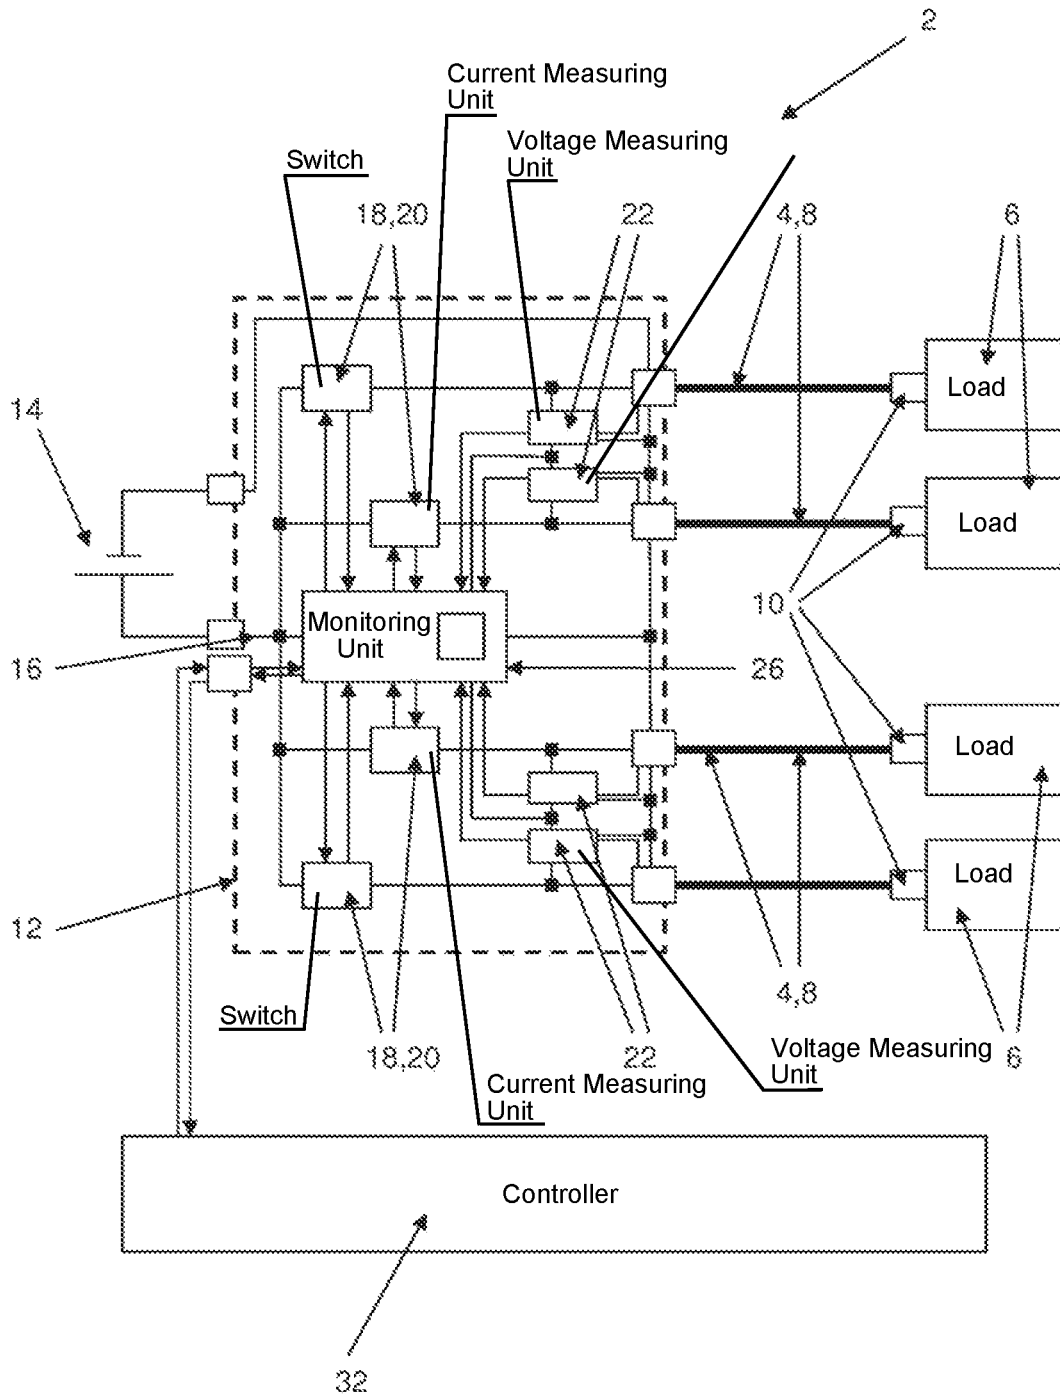 2
Current Measuring
Unit
Voltage Measuring
Unit
Switch
18,20
22
4,8
6
Load
14
Load
10
Monitoring
Unit
16
26
Load
Load
12
4,8
Switch
18,20
22
Voltage Measuring
Unit
6
Current Measuring
Unit
Controller
32